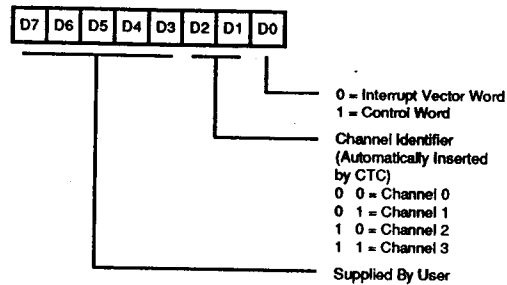 D7 D6 D5 D4 D3 D2 D1 D0
0 = Interrupt Vector Word
1 = Control Word
Channel Identifier
(Automatically Inserted
by CTC)
0 0 = Channel 0
0 1 = Channel 1
1 0 = Channel 2
1 1 = Channel 3
Supplied By User